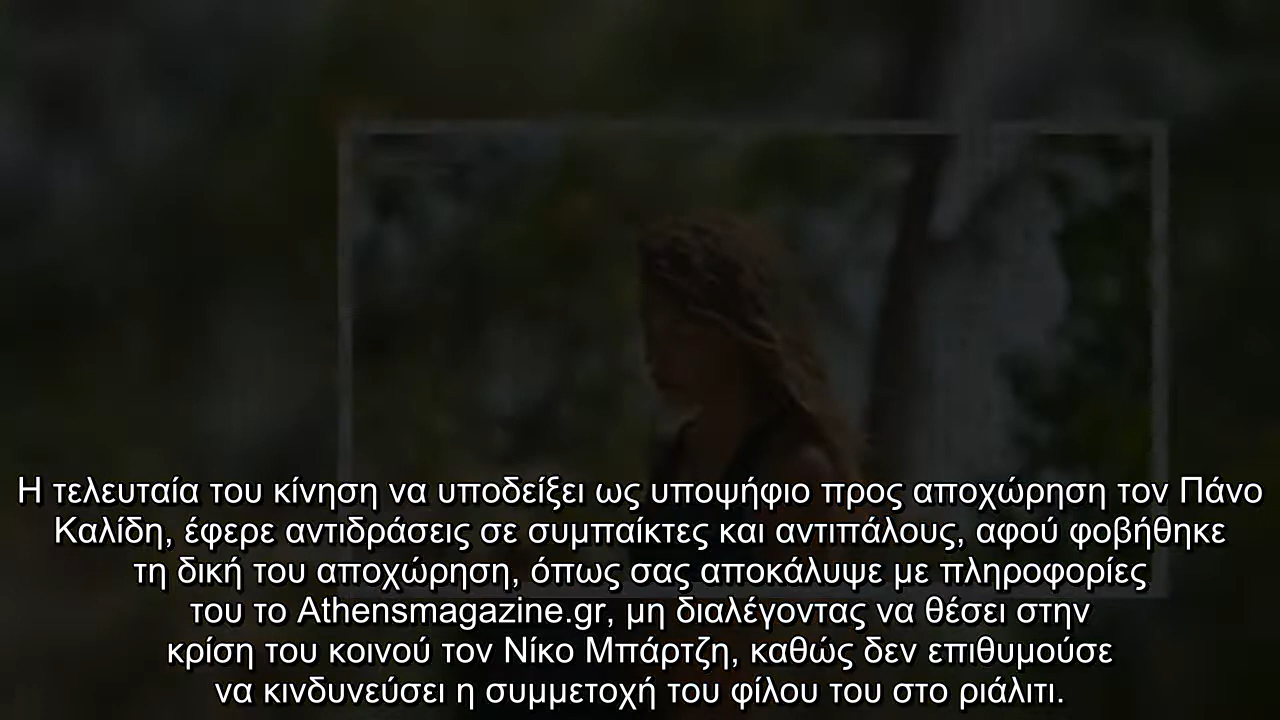 Η τελευταία του κίνηση να υποδείξει ως υποψήφιο προς αποχώρηση τον Πάνο
Καλίδη, έφερε αντιδράσεις σε συμπαίκτες και αντιπάλους, αφού φοβήθηκε
τη δική του αποχώρηση, όπως σας αποκάλυψε με πληροφορίες
του το Athensmagazine.gr, μη διαλέγοντας να θέσει στην
κρίση του κοινού τον Νίκο Μπάρτζη, καθώς δεν επιθυμούσε
να κινδυνεύσει η συμμετοχή του φίλου του στο ριάλιτι.